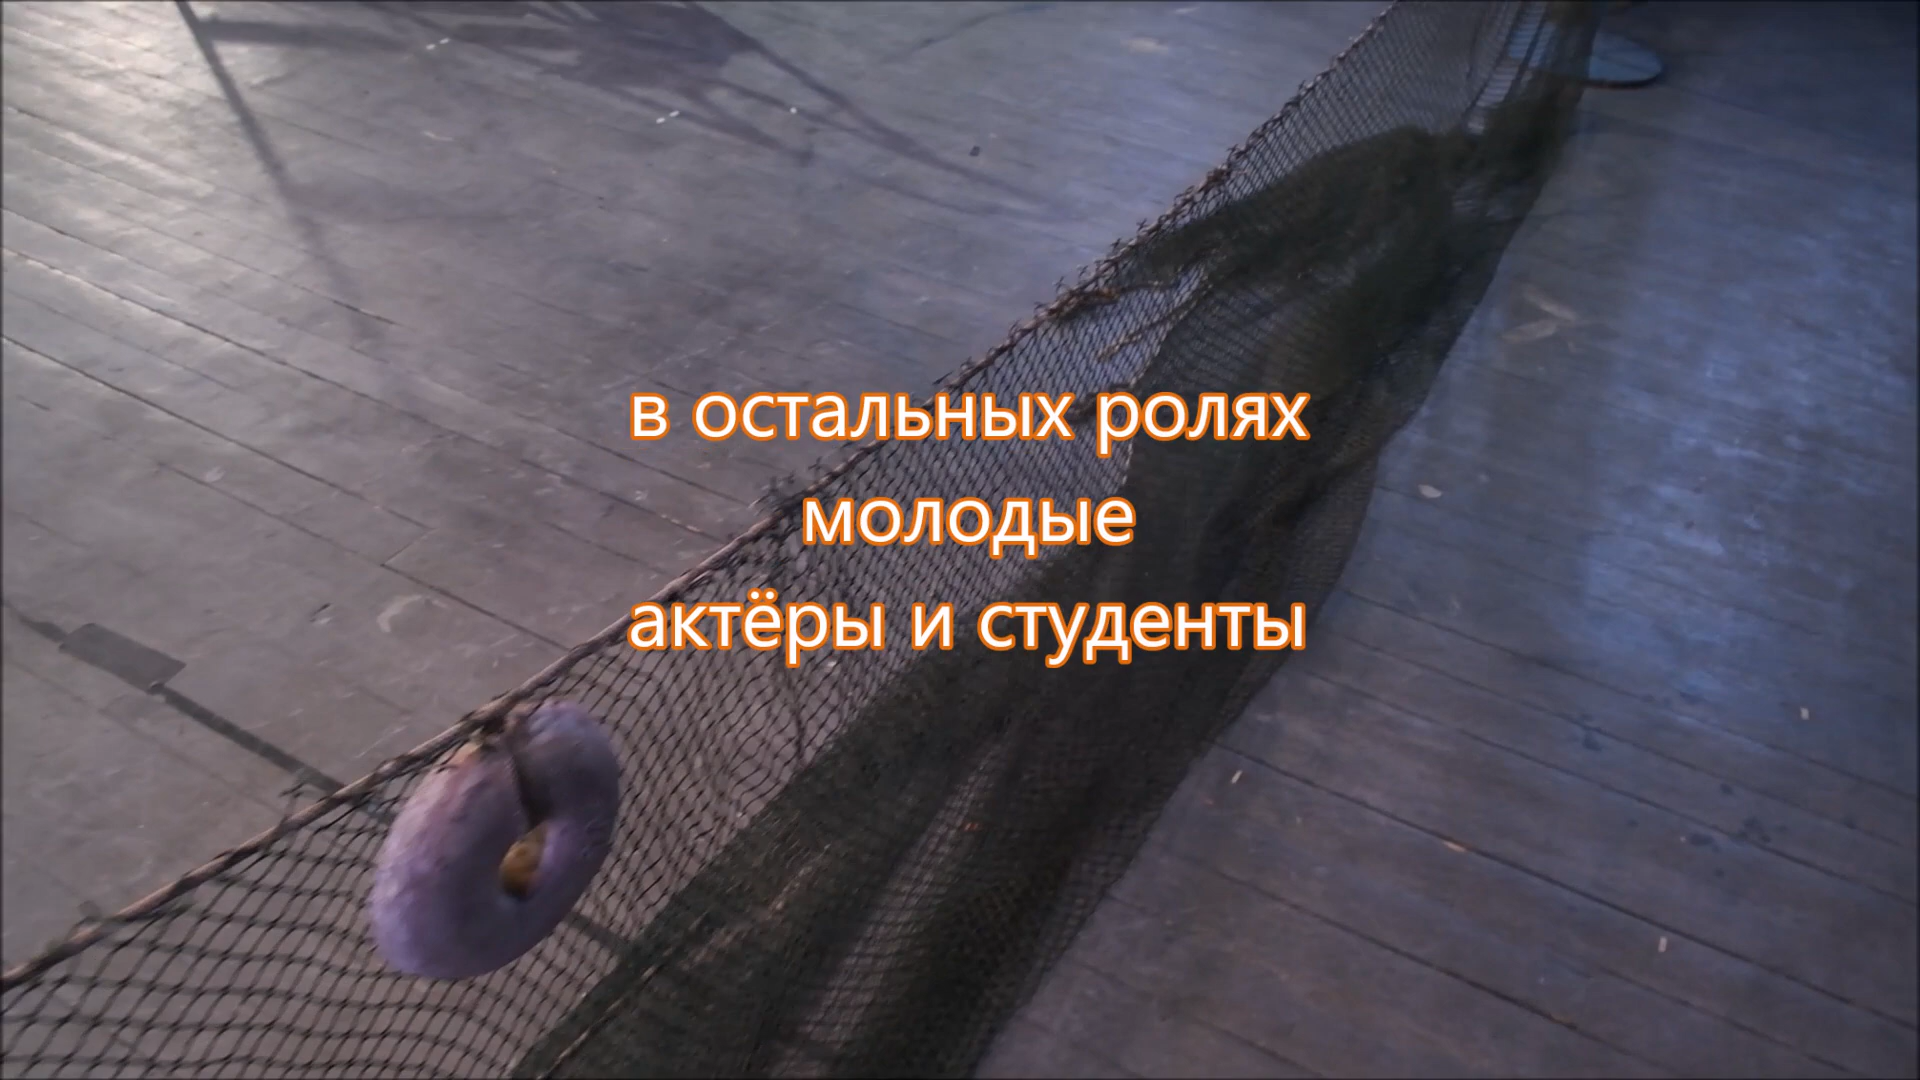 в остальных ролях
молодые
актёры и студенты